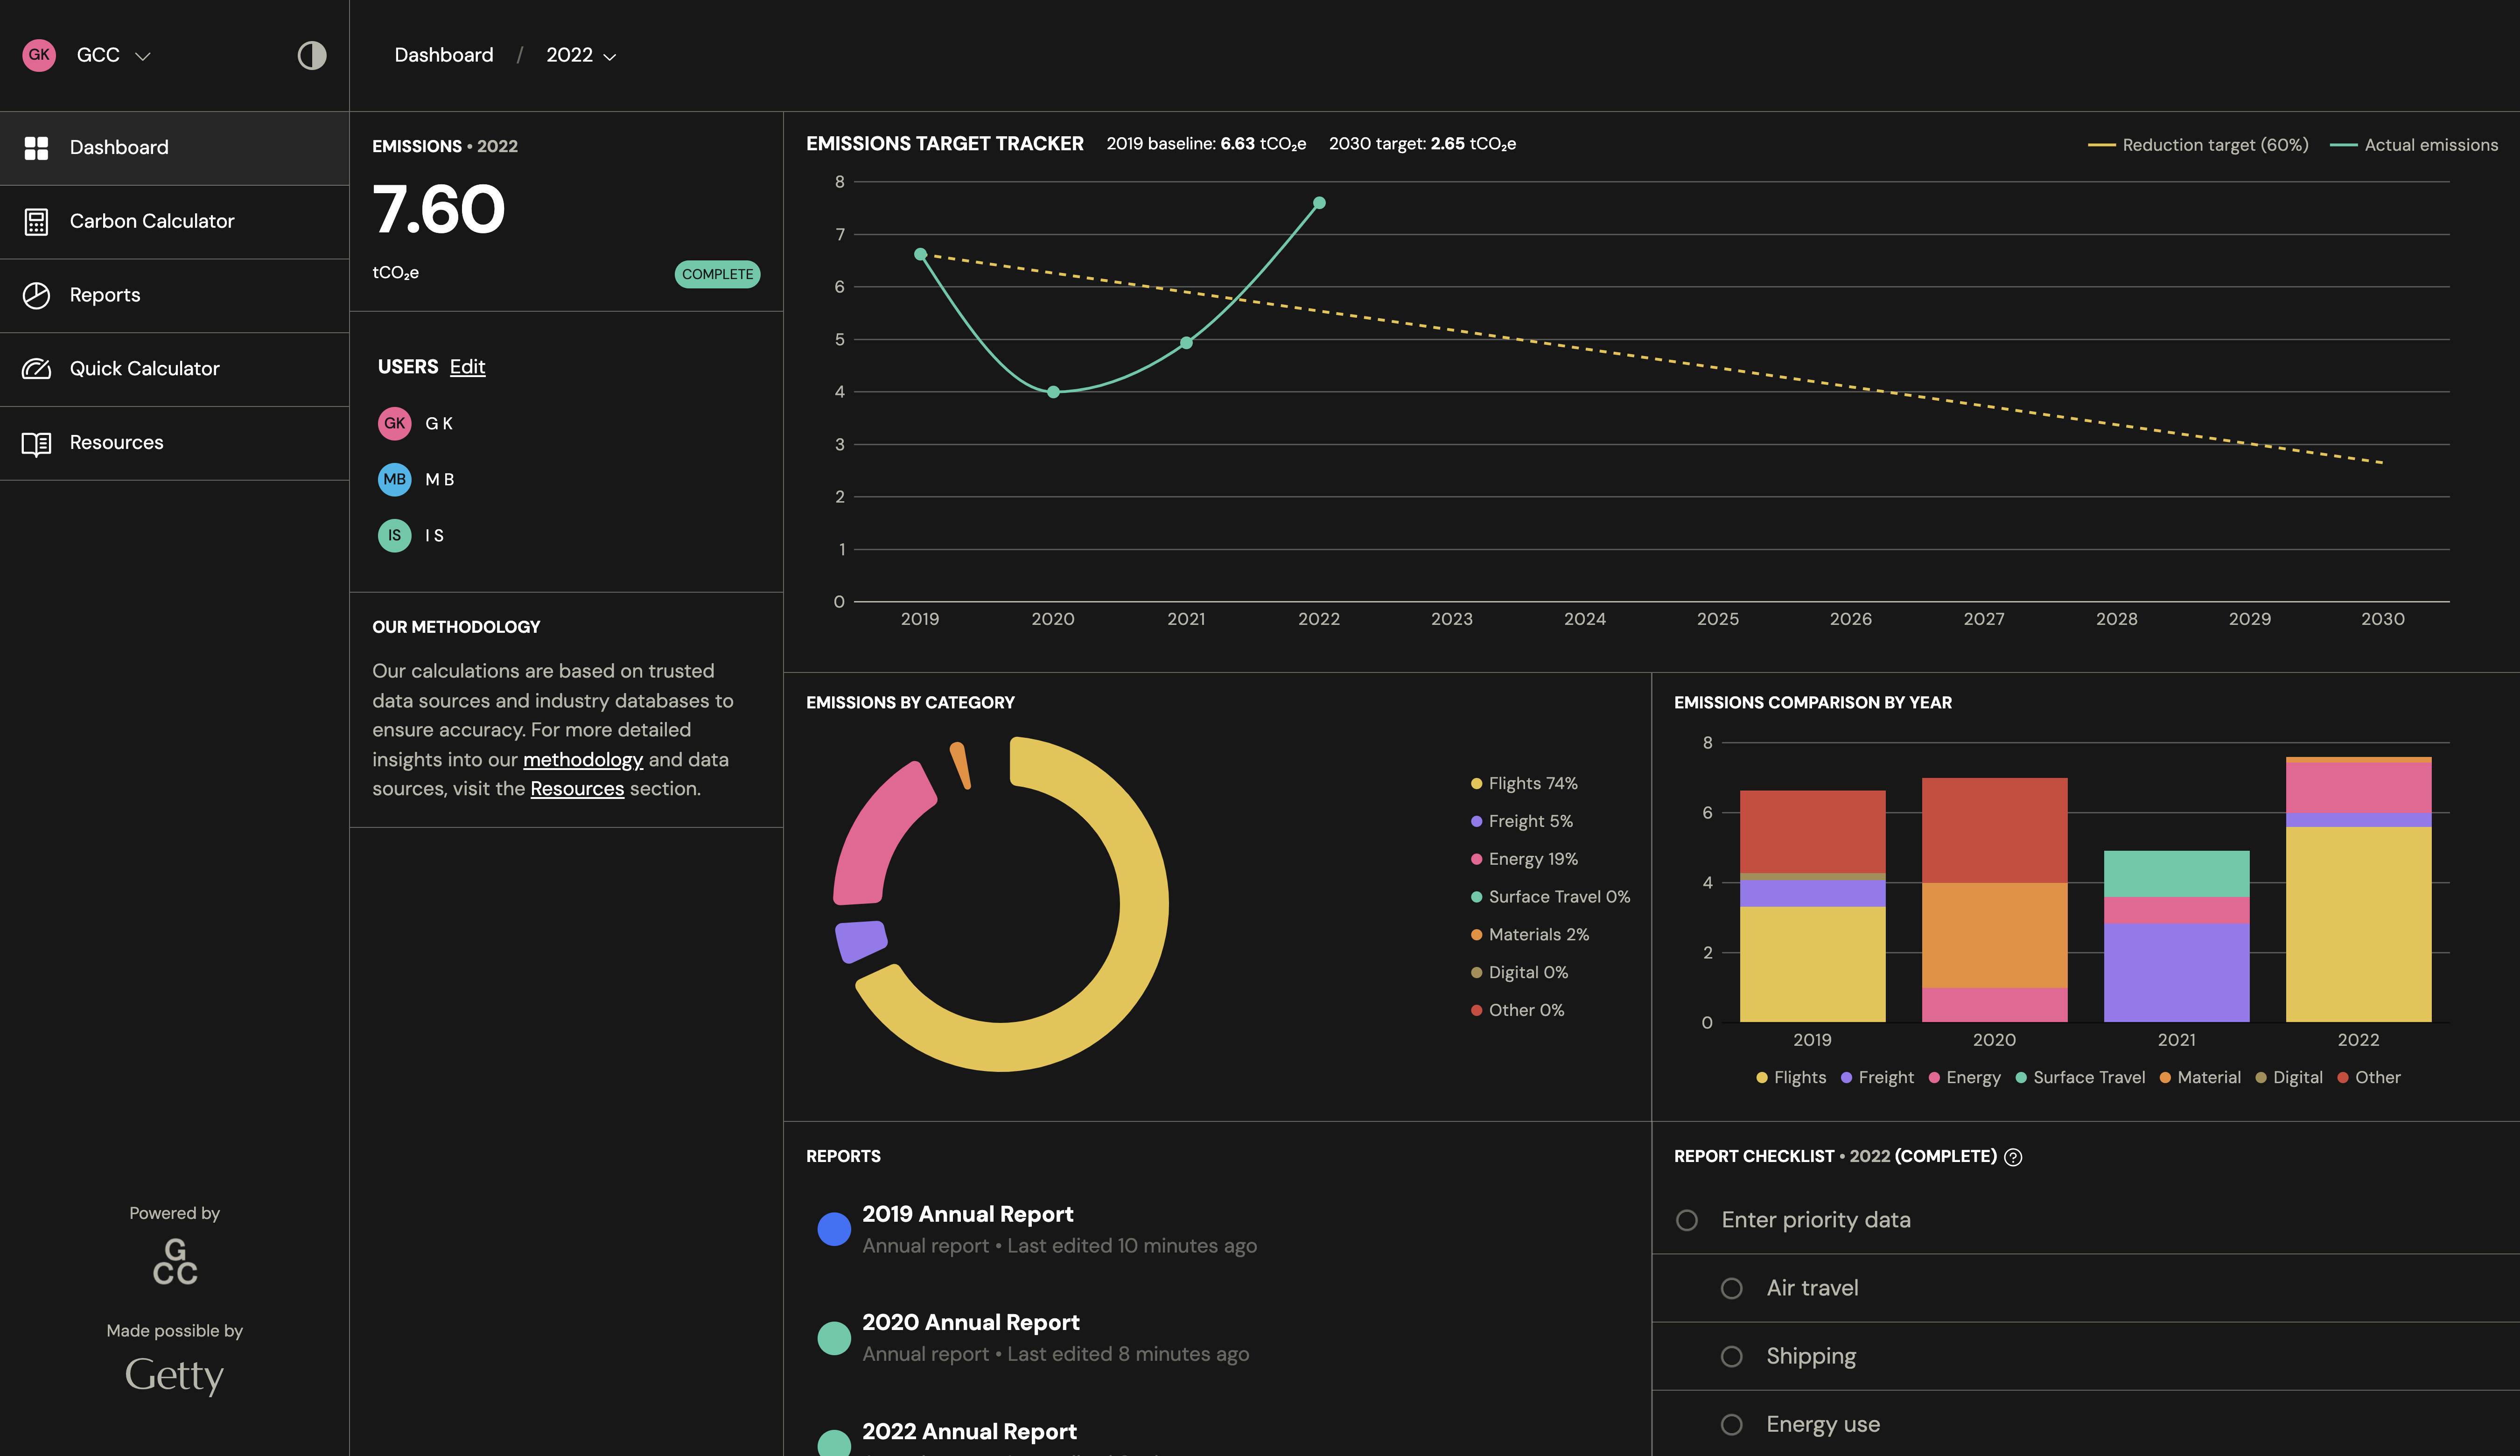 GK GCC
Dashboard / 2022
Dashboard
Carbon Calculator
Reports
Quick Calculator
Resources
Powered by
G
CC
Made possible by
Getty
EMISSIONS • 2022
7.60
tCO₂e
COMPLETE
USERS Edit
GK G K
MB M B
IS I S
OUR METHODOLOGY
Our calculations are based on trusted
data sources and industry databases to
ensure accuracy. For more detailed
insights into our methodology and data
sources, visit the Resources section.
EMISSIONS TARGET TRACKER 2019 baseline: 6.63 tCO₂e 2030 target: 2.65 tCO₂e
Reduction target (60%) Actual emissions
8
7
6
5
4
3
2
1
0
2019 2020 2021 2022 2023 2024 2025 2026 2027 2028 2029 2030
EMISSIONS BY CATEGORY
Flights 74%
Freight 5%
Energy 19%
Surface Travel 0%
Materials 2%
Digital 0%
Other 0%
EMISSIONS COMPARISON BY YEAR
8
6
4
2
0
2019 2020 2021 2022
Flights Freight Energy Surface Travel Material Digital Other
REPORTS
2019 Annual Report
Annual report • Last edited 10 minutes ago
2020 Annual Report
Annual report • Last edited 8 minutes ago
2022 Annual Report
REPORT CHECKLIST • 2022 (COMPLETE) ?
Enter priority data
Air travel
Shipping
Energy use